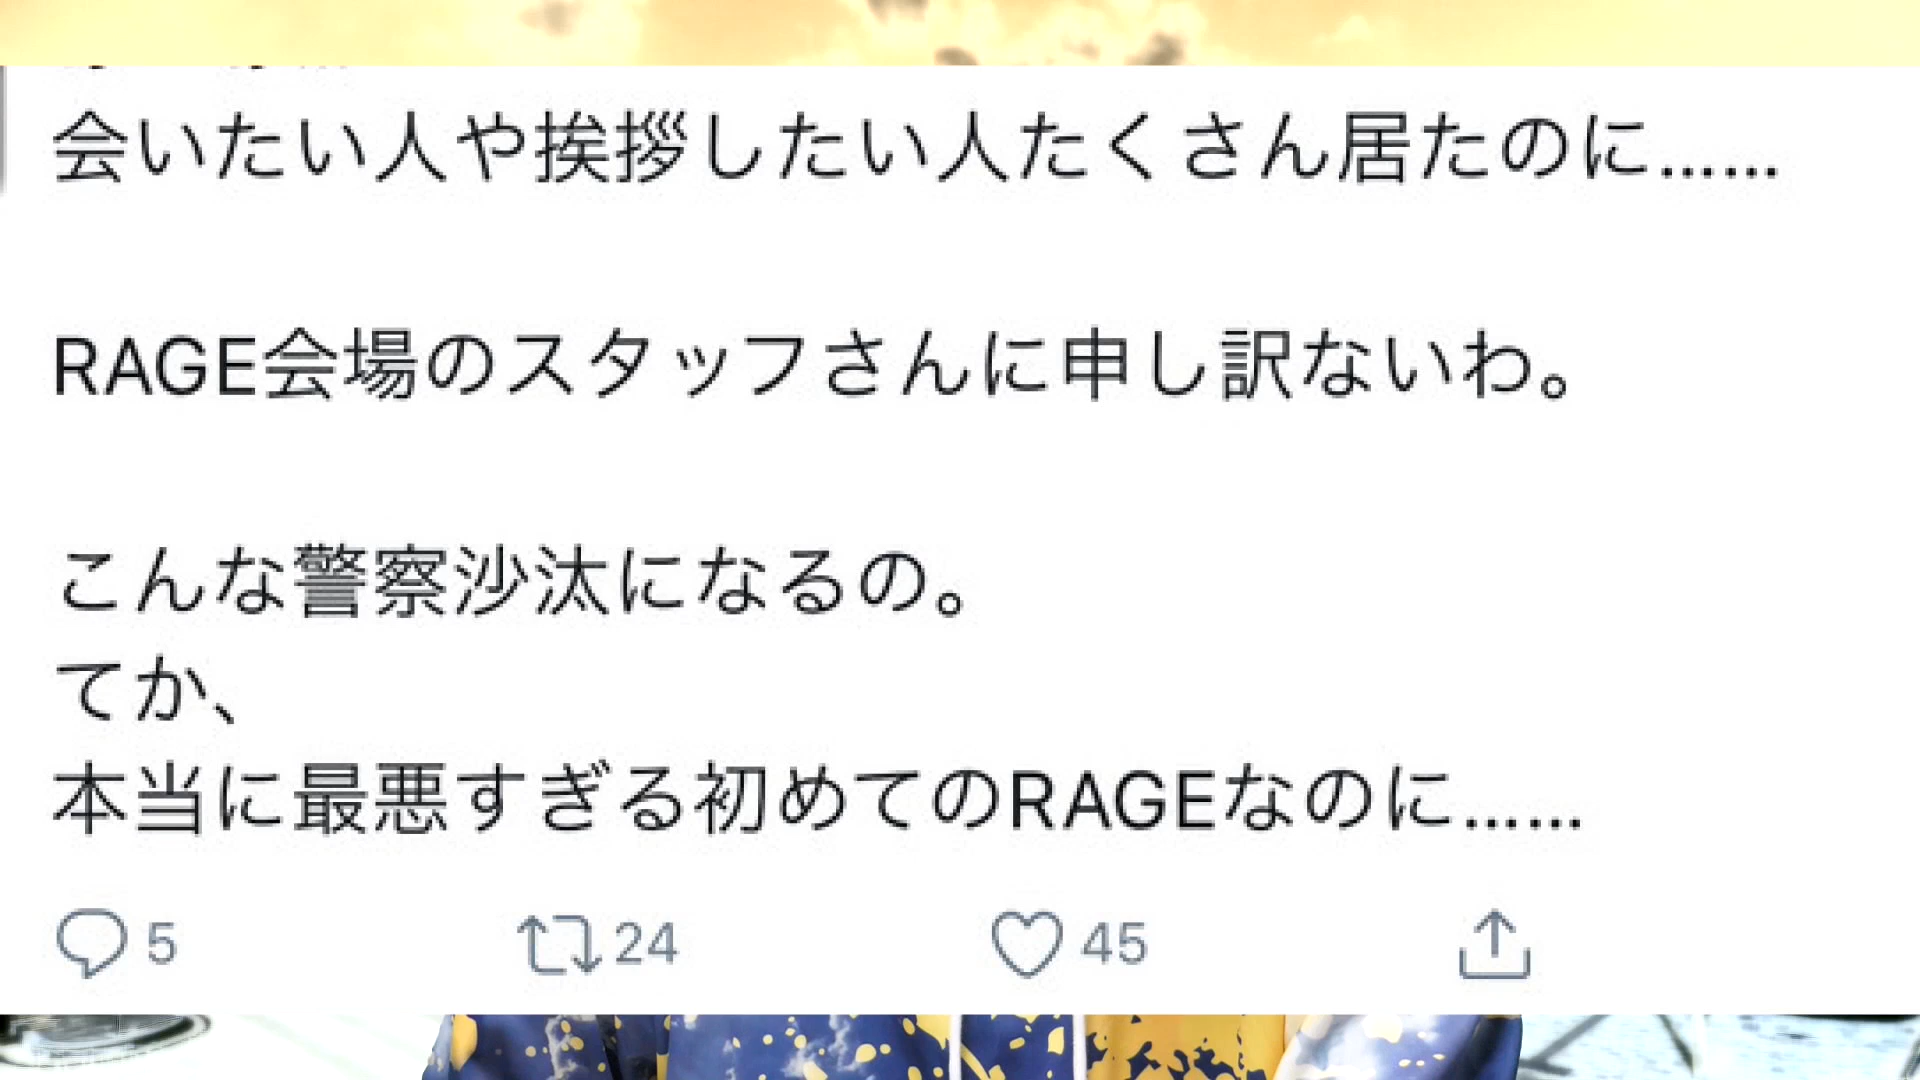 会いたい人や挨拶したい人たくさん居たのに……
RAGE会場のスタッフさんに申し訳ないわ。
こんな警察沙汰になるの。
てか、
本当に最悪すぎる初めてのRAGEなのに……
5 24 45